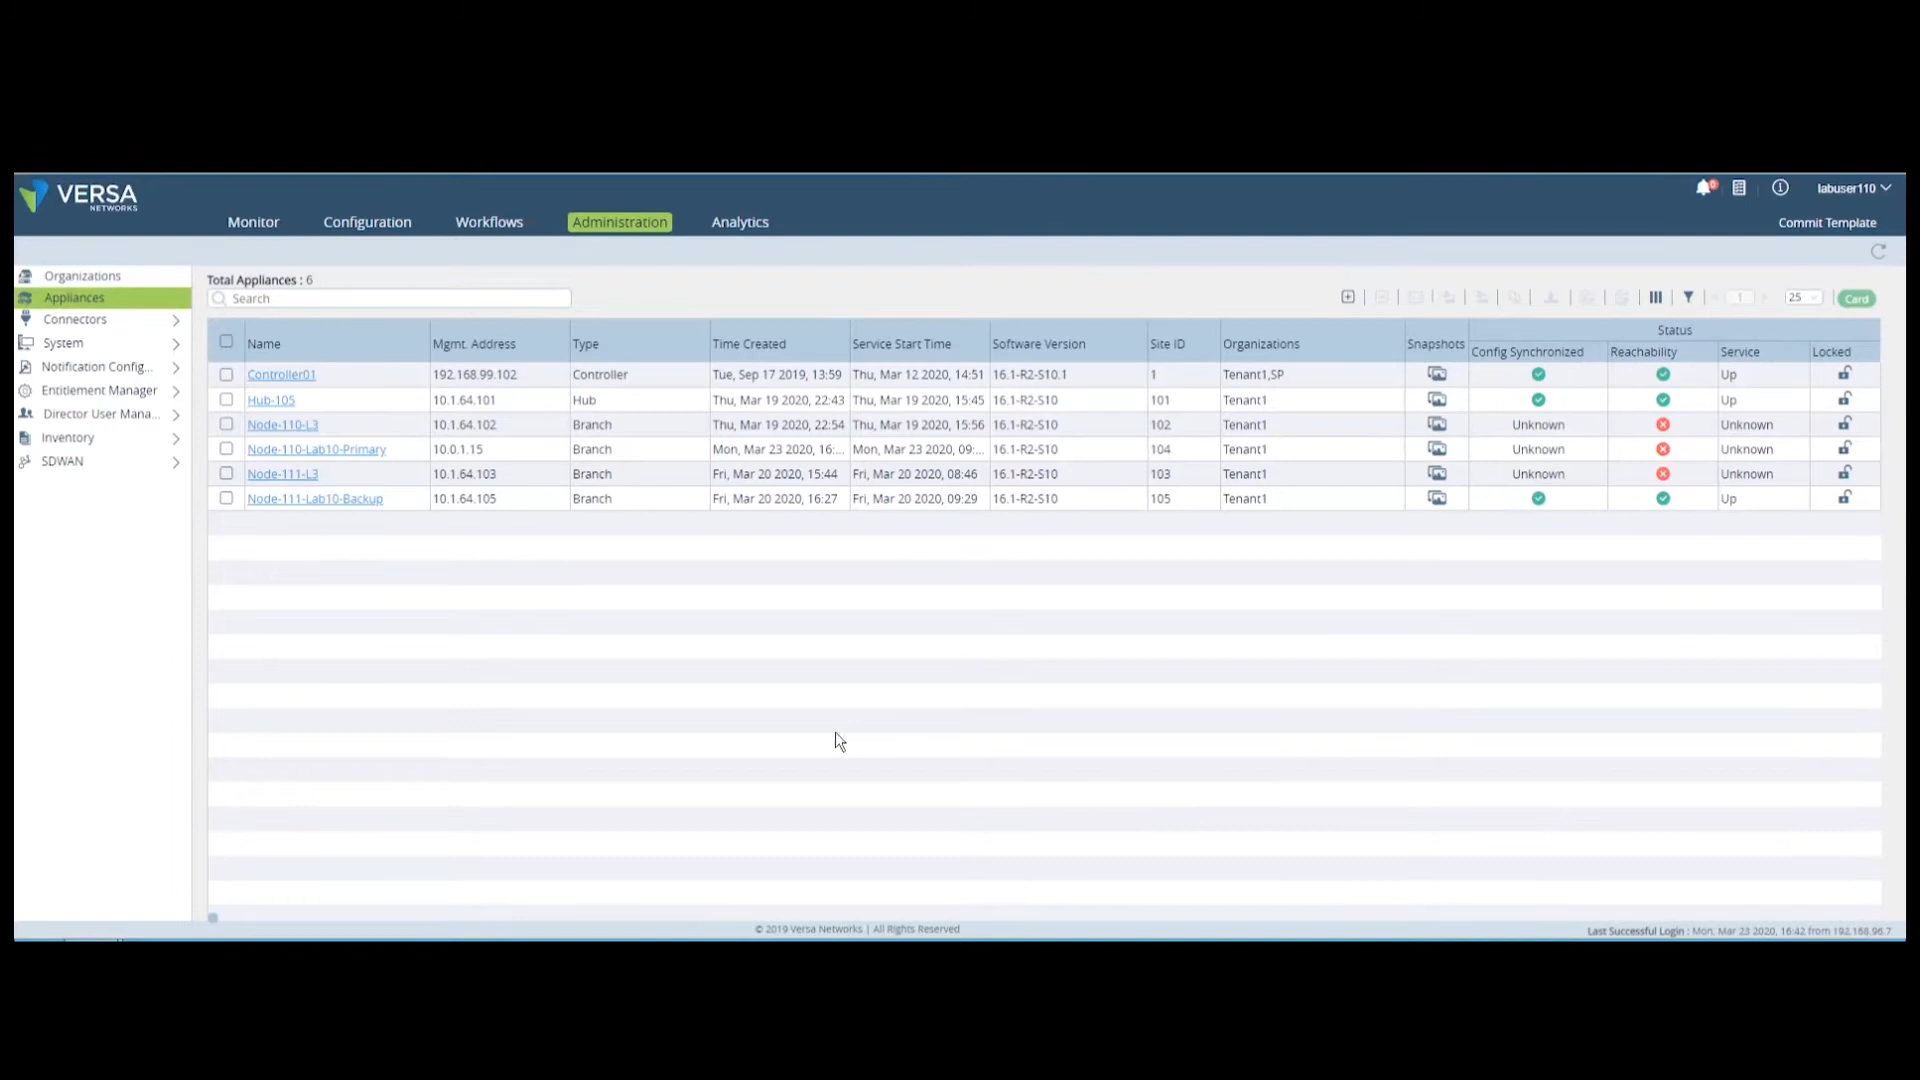 VERSA
NETWORKS
labuser110
Monitor Configuration Workflows Administration Analytics Commit Template
Organizations
Appliances
Connectors
System
Notification Config...
Entitlement Manager
Director User Mana...
Inventory
SDWAN
Total Appliances : 6
Search
1 25 Card
Name Mgmt. Address Type Time Created Service Start Time Software Version Site ID Organizations Snapshots Status
Config Synchronized Reachability Service Locked
Controller01 192.168.99.102 Controller Tue, Sep 17 2019, 13:59 Thu, Mar 12 2020, 14:51 16.1-R2-S10.1 1 Tenant1,SP Up
Hub-105 10.1.64.101 Hub Thu, Mar 19 2020, 22:43 Thu, Mar 19 2020, 15:45 16.1-R2-S10 101 Tenant1 Up
Node-110-L3 10.1.64.102 Branch Thu, Mar 19 2020, 22:54 Thu, Mar 19 2020, 15:56 16.1-R2-S10 102 Tenant1 Unknown Unknown
Node-110-Lab10-Primary 10.0.1.15 Branch Mon, Mar 23 2020, 16:... Mon, Mar 23 2020, 09:... 16.1-R2-S10 104 Tenant1 Unknown Unknown
Node-111-L3 10.1.64.103 Branch Fri, Mar 20 2020, 15:44 Fri, Mar 20 2020, 08:46 16.1-R2-S10 103 Tenant1 Unknown Unknown
Node-111-Lab10-Backup 10.1.64.105 Branch Fri, Mar 20 2020, 16:27 Fri, Mar 20 2020, 09:29 16.1-R2-S10 105 Tenant1 Up
© 2019 Versa Networks | All Rights Reserved
Last Successful Login : Mon, Mar 23 2020, 16:42 from 192.168.96.7